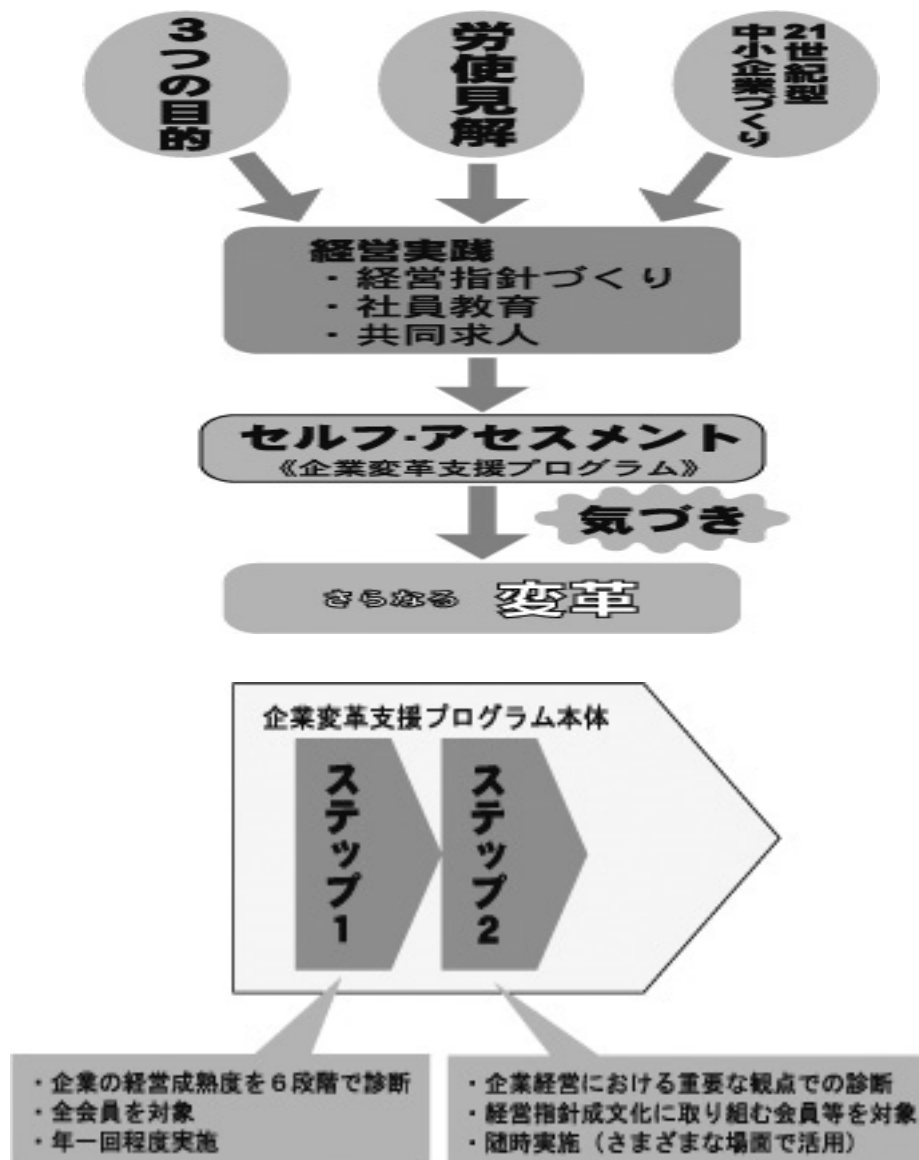 3つの目的
労使見解
21世紀型
中小企業づくり
経営実践
・経営指針づくり
・社員教育
・共同求人
セルフ・アセスメント
《企業変革支援プログラム》
気づき
さらなる 変革
企業変革支援プログラム本体
ステップ1
ステップ2
・企業の経営成熟度を6段階で診断
・全会員を対象
・年一回程度実施
・企業経営における重要な観点での診断
・経営指針成文化に取り組む会員等を対象
・随時実施（さまざまな場面で活用）